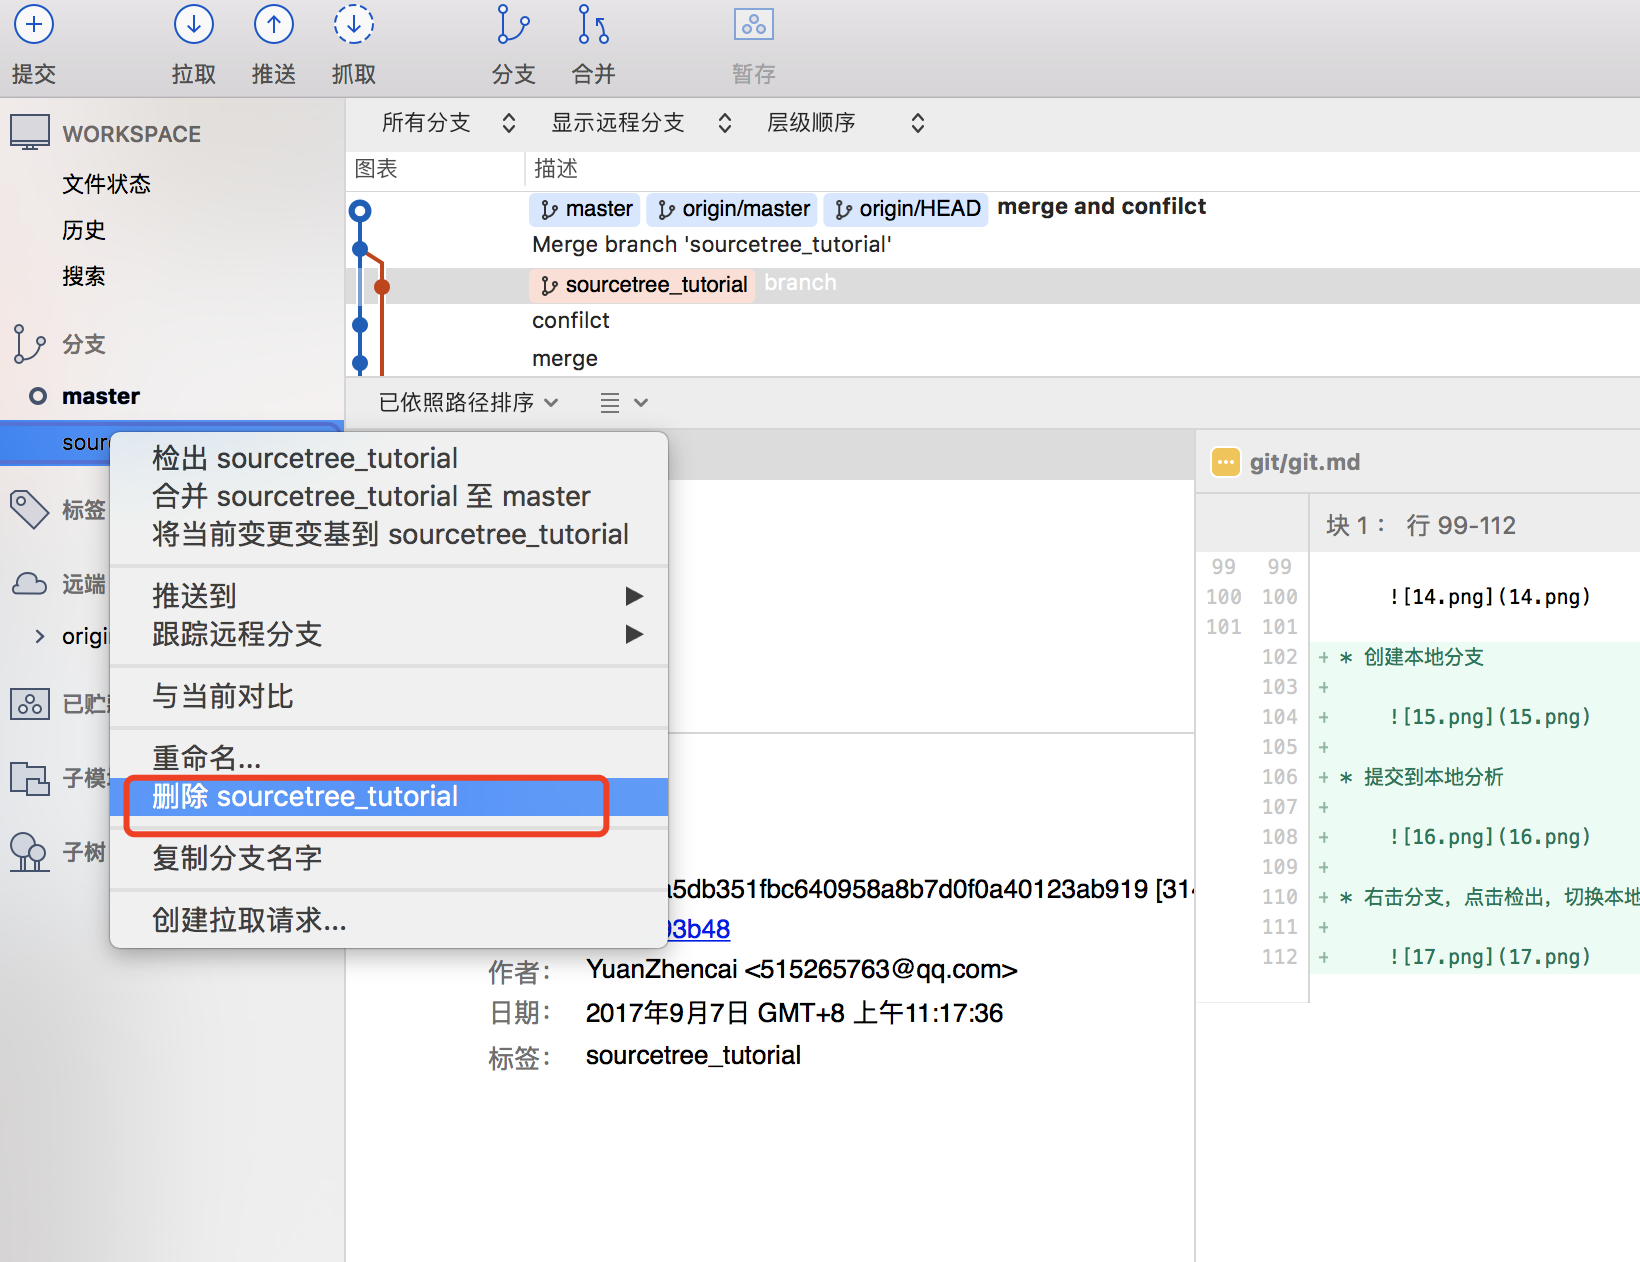 提交 拉取 推送 抓取 分支 合并 暂存
WORKSPACE
文件状态
历史
搜索
分支
master
标签
远端
子树
所有分支 显示远程分支 层级顺序
图表 描述
master origin/master origin/HEAD merge and confilct
Merge branch 'sourcetree_tutorial'
sourcetree_tutorial branch
confilct
merge
已依照路径排序
检出 sourcetree_tutorial
合并 sourcetree_tutorial 至 master
将当前变更变基到 sourcetree_tutorial
推送到
跟踪远程分支
与当前对比
重命名...
删除 sourcetree_tutorial
复制分支名字
创建拉取请求...
a5db351fbc640958a8b7d0f0a40123ab919
93b48
作者： YuanZhencai <515265763@qq.com>
日期： 2017年9月7日 GMT+8 上午11:17:36
标签： sourcetree_tutorial
git/git.md
块 1： 行 99-112
99 99
100 100 ![14.png](14.png)
101 101
102 + * 创建本地分支
103 +
104 + ![15.png](15.png)
105 +
106 + * 提交到本地分析
107 +
108 + ![16.png](16.png)
109 +
110 + * 右击分支，点击检出，切换本地
111 +
112 + ![17.png](17.png)